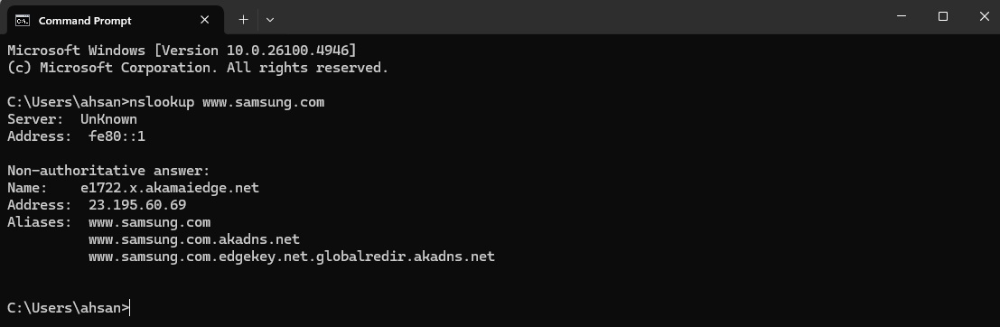 Command Prompt
Microsoft Windows [Version 10.0.26100.4946]
(c) Microsoft Corporation. All rights reserved.
C:\Users\ahsan>nslookup www.samsung.com
Server:  UnKnown
Address:  fe80::1
Non-authoritative answer:
Name:    e1722.x.akamaiedge.net
Address:  23.195.60.69
Aliases:  www.samsung.com
www.samsung.com.akadns.net
www.samsung.com.edgekey.net.globalredir.akadns.net
C:\Users\ahsan>